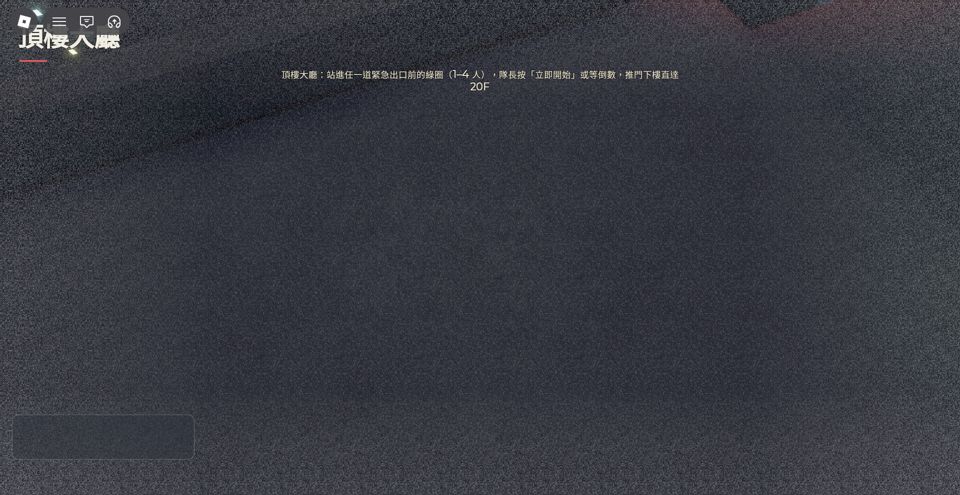 頂樓大廳
頂樓大廳：站進任一道緊急出口前的綠圈（1–4 人），隊長按「立即開始」或等倒數，推門下樓直達
20F